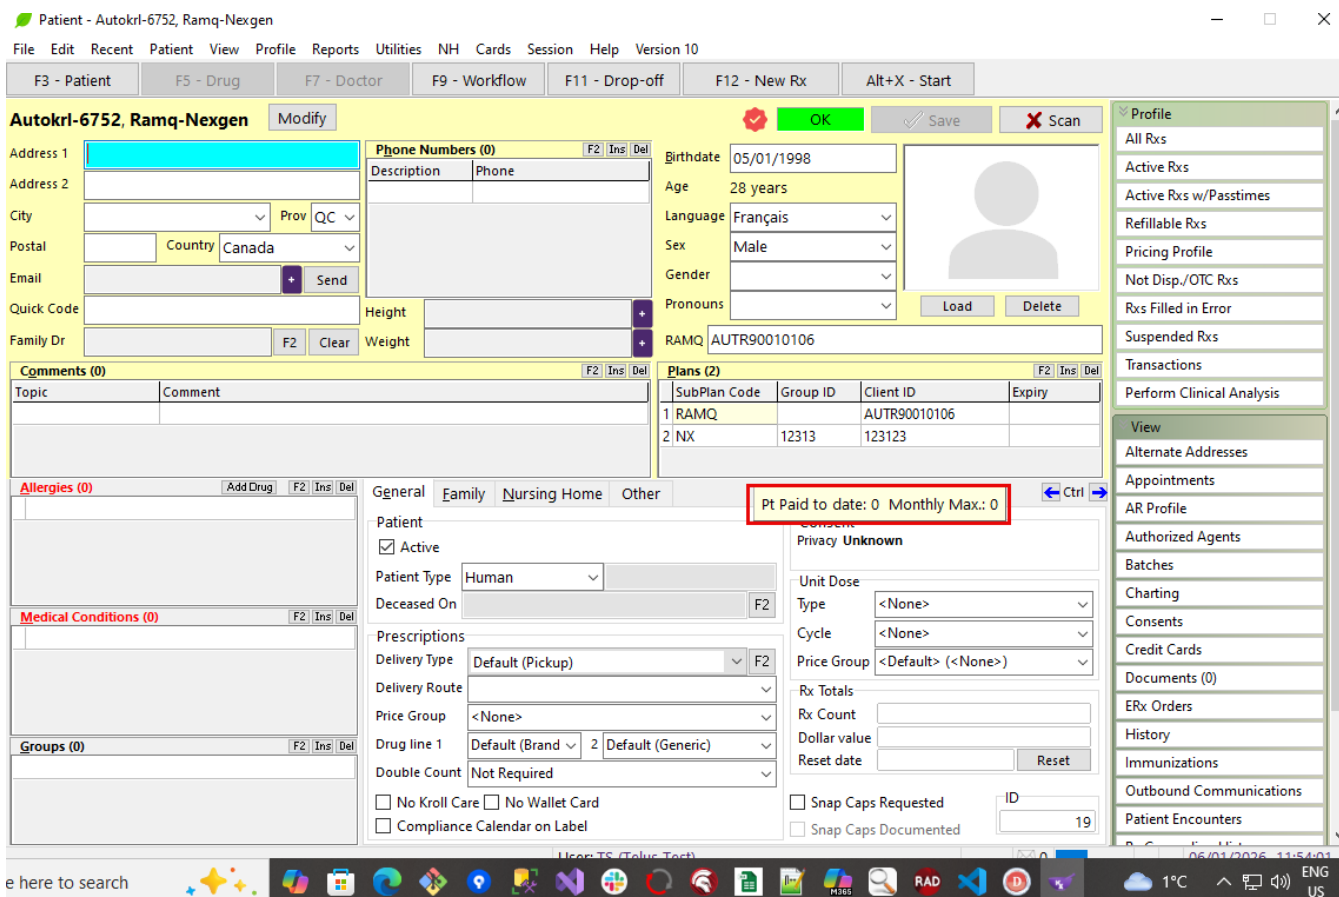 Patient - Autokrl-6752, Ramq-Nexgen
File Edit Recent Patient View Profile Reports Utilities NH Cards Session Help Version 10
F3 - Patient F5 - Drug F7 - Doctor F9 - Workflow F11 - Drop-off F12 - New Rx Alt+X - Start
Autokrl-6752, Ramq-Nexgen Modify OK Save Scan
Address 1
Address 2
City Prov QC
Postal Country Canada
Email + Send
Quick Code
Family Dr F2 Clear
Phone Numbers (0) F2 Ins Del
Description Phone
Height +
Weight +
Birthdate 05/01/1998
Age 28 years
Language Français
Sex Male
Gender
Pronouns
Load Delete
RAMQ AUTR90010106
Comments (0) F2 Ins Del
Topic Comment
Plans (2) F2 Ins Del
SubPlan Code Group ID Client ID Expiry
1 RAMQ AUTR90010106
2 NX 12313 123123
Allergies (0) Add Drug F2 Ins Del
Medical Conditions (0) F2 Ins Del
Groups (0) F2 Ins Del
General Family Nursing Home Other
Pt Paid to date: 0 Monthly Max.: 0
Ctrl
Patient
Active
Patient Type Human
Deceased On F2
Prescriptions
Delivery Type Default (Pickup) F2
Delivery Route
Price Group <None>
Drug line 1 Default (Brand 2 Default (Generic)
Double Count Not Required
No Kroll Care No Wallet Card
Compliance Calendar on Label
Consent
Privacy Unknown
Unit Dose
Type <None>
Cycle <None>
Price Group <Default> (<None>)
Rx Totals
Rx Count
Dollar value
Reset date Reset
Snap Caps Requested
Snap Caps Documented
ID
19
Profile
All Rxs
Active Rxs
Active Rxs w/Passtimes
Refillable Rxs
Pricing Profile
Not Disp./OTC Rxs
Rxs Filled in Error
Suspended Rxs
Transactions
Perform Clinical Analysis
View
Alternate Addresses
Appointments
AR Profile
Authorized Agents
Batches
Charting
Consents
Credit Cards
Documents (0)
ERx Orders
History
Immunizations
Outbound Communications
Patient Encounters
User: TS (Telus Test) 0 06/01/2026 11:54:01
e here to search
M365
RAD
1°C
ENG
US